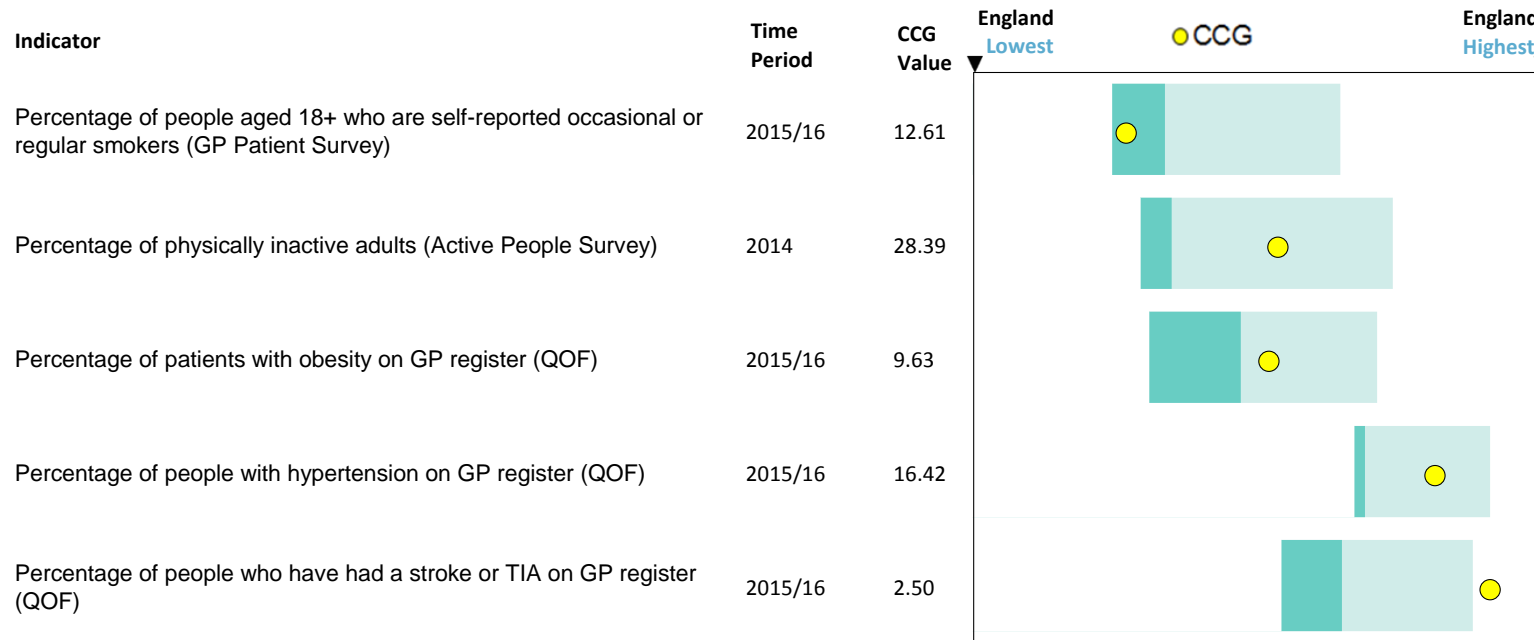 Indicator
Time
Period
CCG
Value
England
Lowest
CCG
England
Highest
Percentage of people aged 18+ who are self-reported occasional or
regular smokers (GP Patient Survey)
2015/16
12.61
Percentage of physically inactive adults (Active People Survey)
2014
28.39
Percentage of patients with obesity on GP register (QOF)
2015/16
9.63
Percentage of people with hypertension on GP register (QOF)
2015/16
16.42
Percentage of people who have had a stroke or TIA on GP register
(QOF)
2015/16
2.50